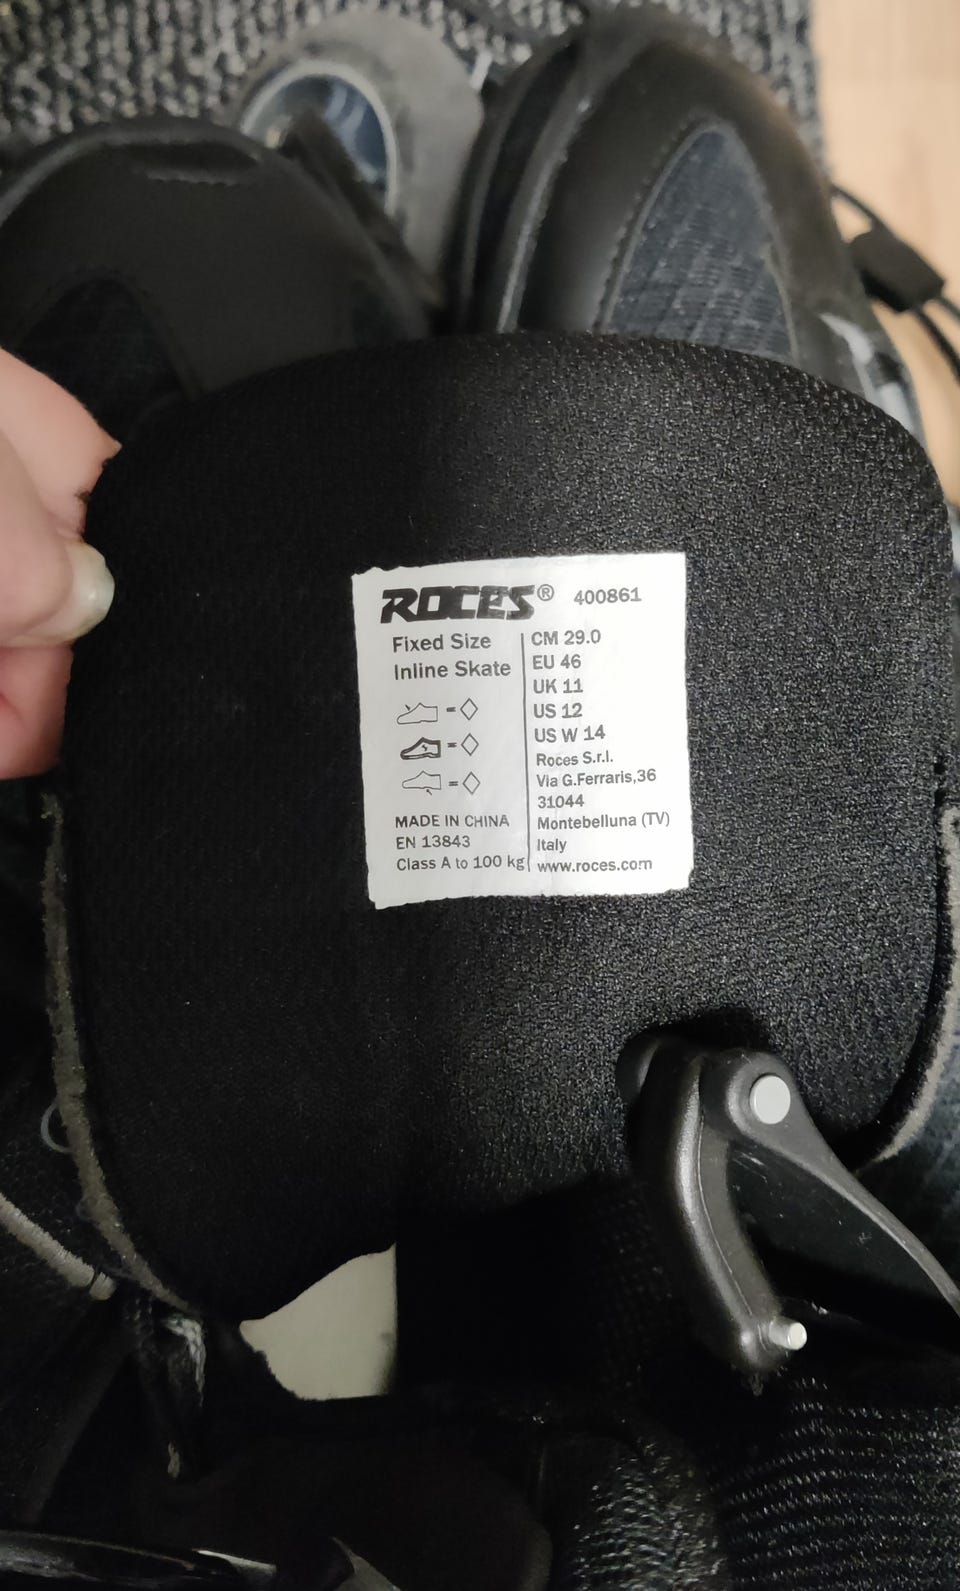 ROCES® 400861
Fixed Size
Inline Skate
=
=
=
MADE IN CHINA
EN 13843
Class A to 100 kg
CM 29.0
EU 46
UK 11
US 12
US W 14
Roces S.r.l.
Via G.Ferraris,36
31044
Montebelluna (TV)
Italy
www.roces.com